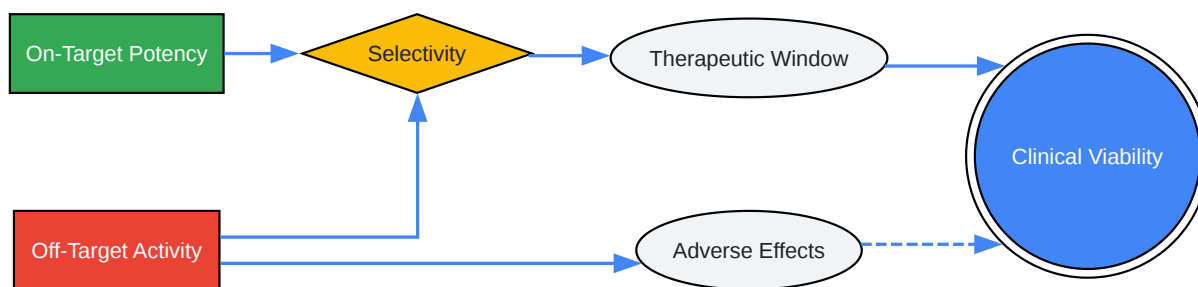 On-Target Potency
Selectivity
Therapeutic Window
Clinical Viability
Off-Target Activity
Adverse Effects